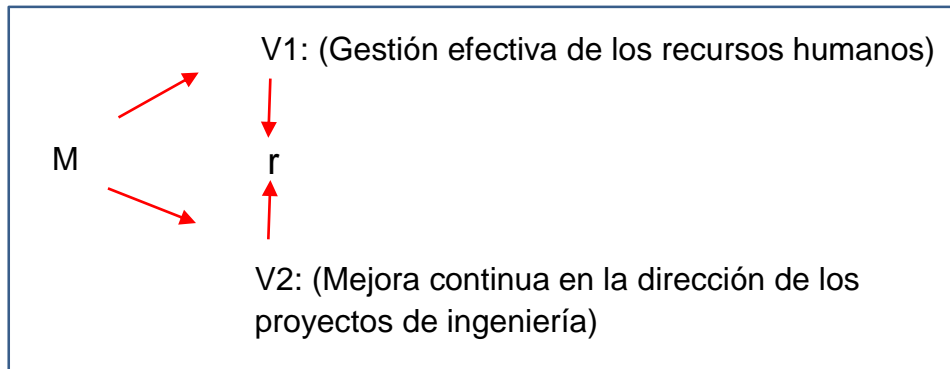 V1: (Gestión efectiva de los recursos humanos)
M
r
V2: (Mejora continua en la dirección de los
proyectos de ingeniería)